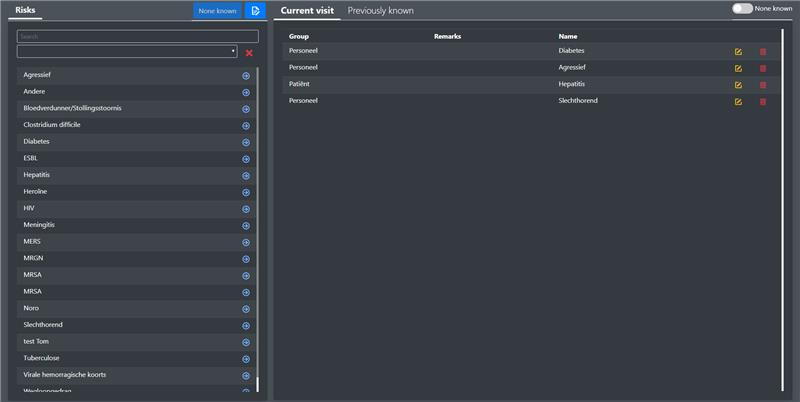 Risks
None known
Search
Agressief
Andere
Bloedverdunner/Stollingsstoornis
Clostridium difficile
Diabetes
ESBL
Hepatitis
Heroïne
HIV
Meningitis
MERS
MRGN
MRSA
MRSA
Noro
Slechthorend
test Tom
Tuberculose
Virale hemorragische koorts
Wegloopgedrag
Current visit Previously known
None known
Group Remarks Name
Personeel Diabetes
Personeel Agressief
Patiënt Hepatitis
Personeel Slechthorend